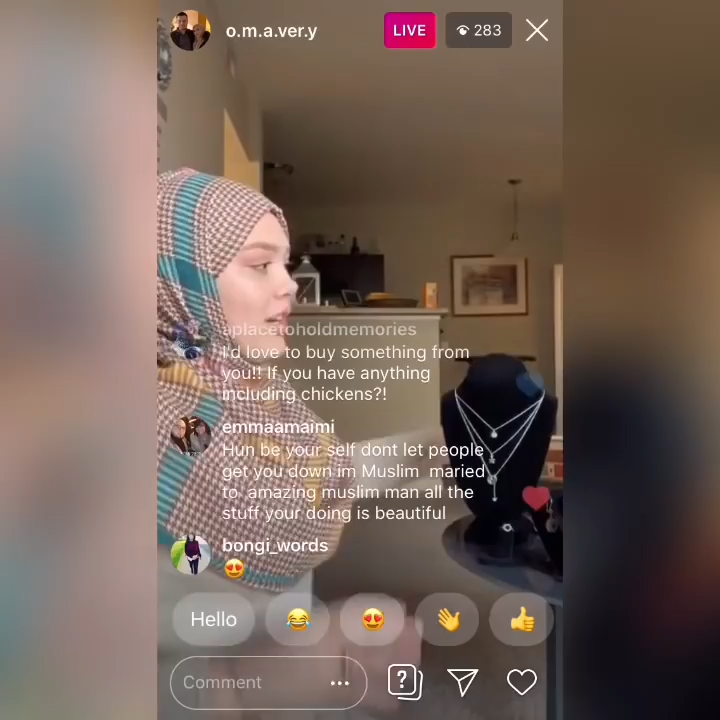 o.m.a.ver.y
LIVE
283
aplacetoholdmemories
I'd love to buy something from
you!! If you have anything
including chickens?!
emmaamaimi
Hun be your self dont let people
get you down im Muslim maried
to amazing muslim man all the
stuff your doing is beautiful
bongi_words
😍
Hello 😂 😍 👋 👍
Comment